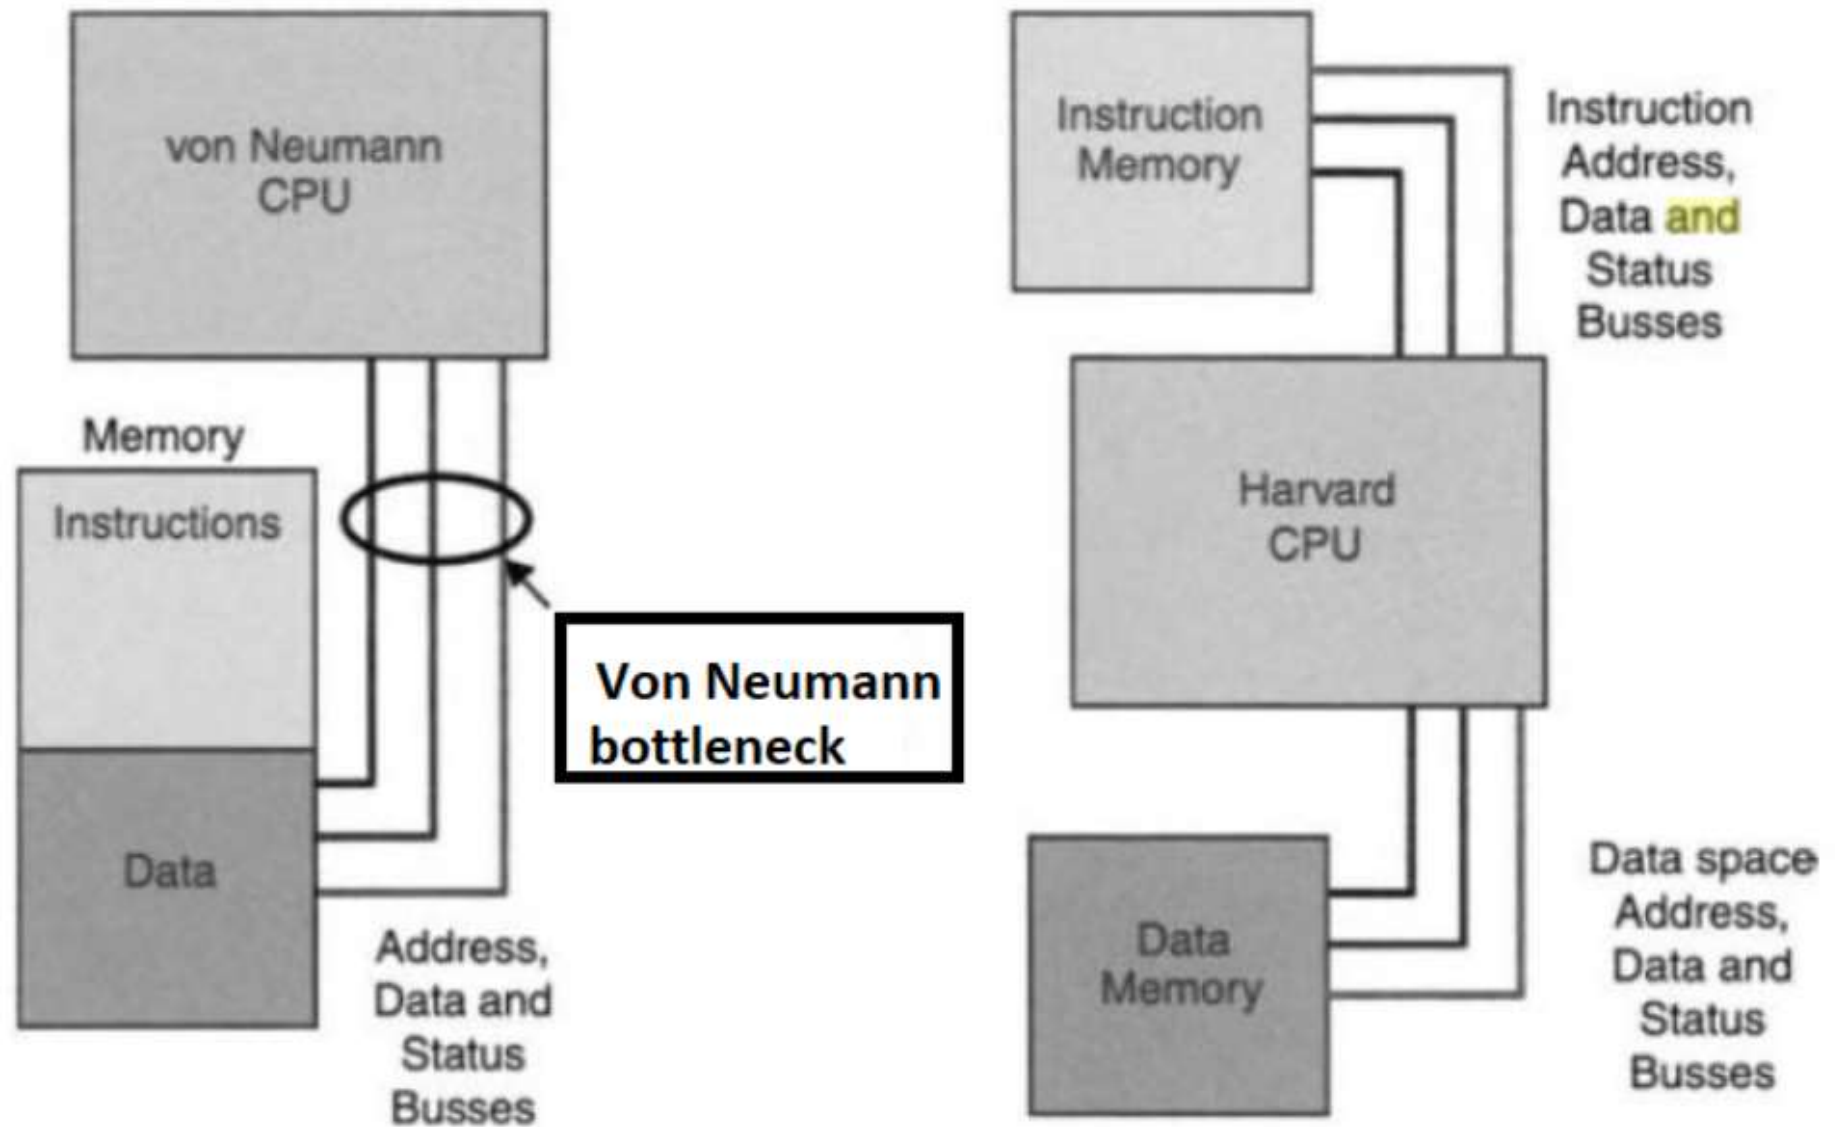 von Neumann
CPU
Memory
Instructions
Data
Address,
Data and
Status
Busses
Von Neumann
bottleneck
Instruction
Memory
Instruction
Address,
Data and
Status
Busses
Harvard
CPU
Data
Memory
Data space
Address,
Data and
Status
Busses